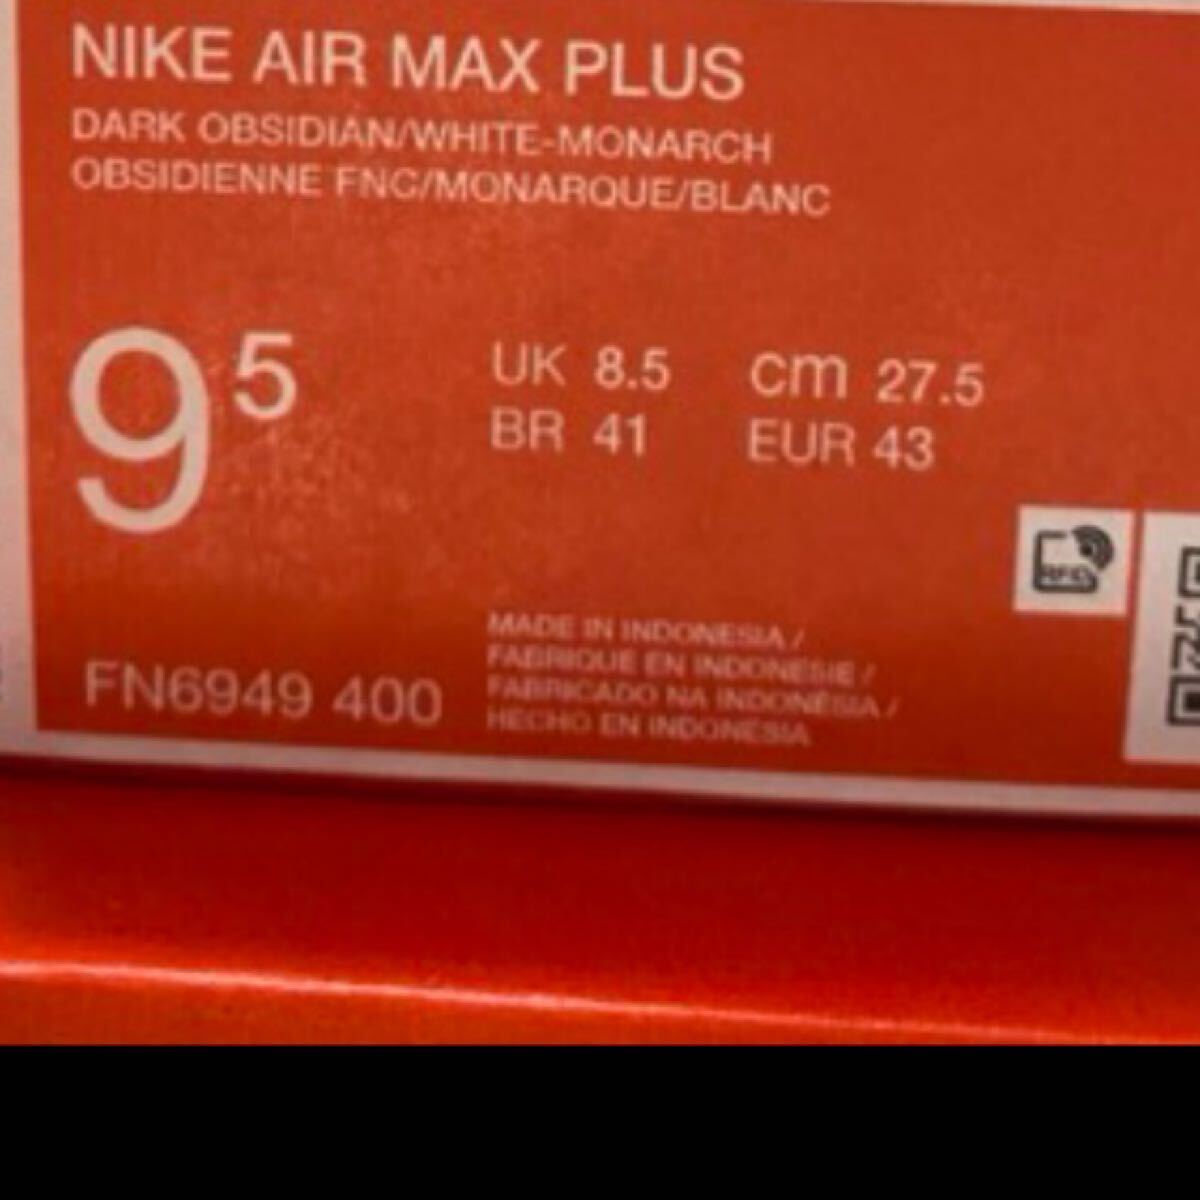 NIKE AIR MAX PLUS
DARK OBSIDIAN/WHITE-MONARCH
OBSIDIENNE FNC/MONARQUE/BLANC
9 5
UK 8.5 cm 27.5
BR 41 EUR 43
RFID
MADE IN INDONESIA /
FABRIQUE EN INDONESIE /
FABRICADO NA INDONÉSIA /
HECHO EN INDONESIA
FN6949 400